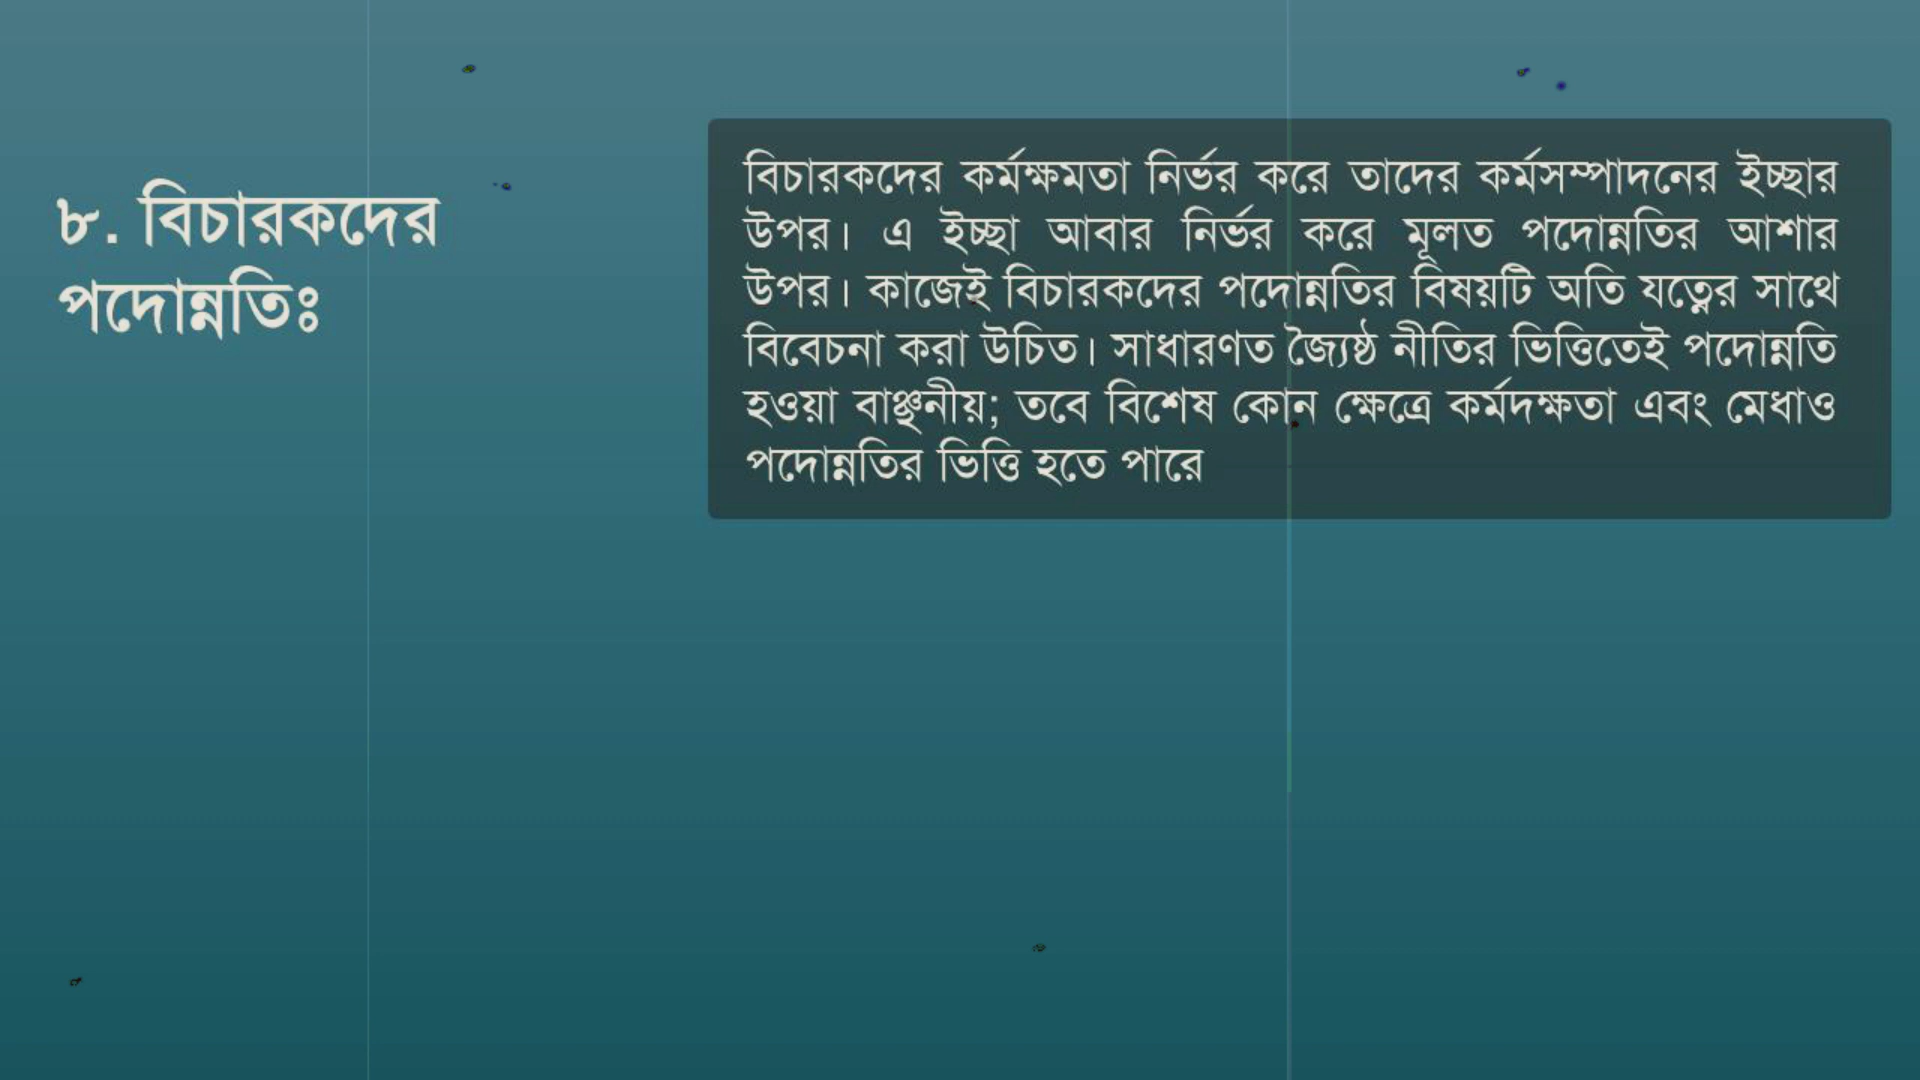 ৮. বিচারকদের
পদোন্নতিঃ
বিচারকদের কর্মক্ষমতা নির্ভর করে তাদের কর্মসম্পাদনের ইচ্ছার
উপর। এ ইচ্ছা আবার নির্ভর করে মূলত পদোন্নতির আশার
উপর। কাজেই বিচারকদের পদোন্নতির বিষয়টি অতি যত্নের সাথে
বিবেচনা করা উচিত। সাধারণত জ্যৈষ্ঠ নীতির ভিত্তিতেই পদোন্নতি
হওয়া বাঞ্ছনীয়; তবে বিশেষ কোন ক্ষেত্রে কর্মদক্ষতা এবং মেধাও
পদোন্নতির ভিত্তি হতে পারে